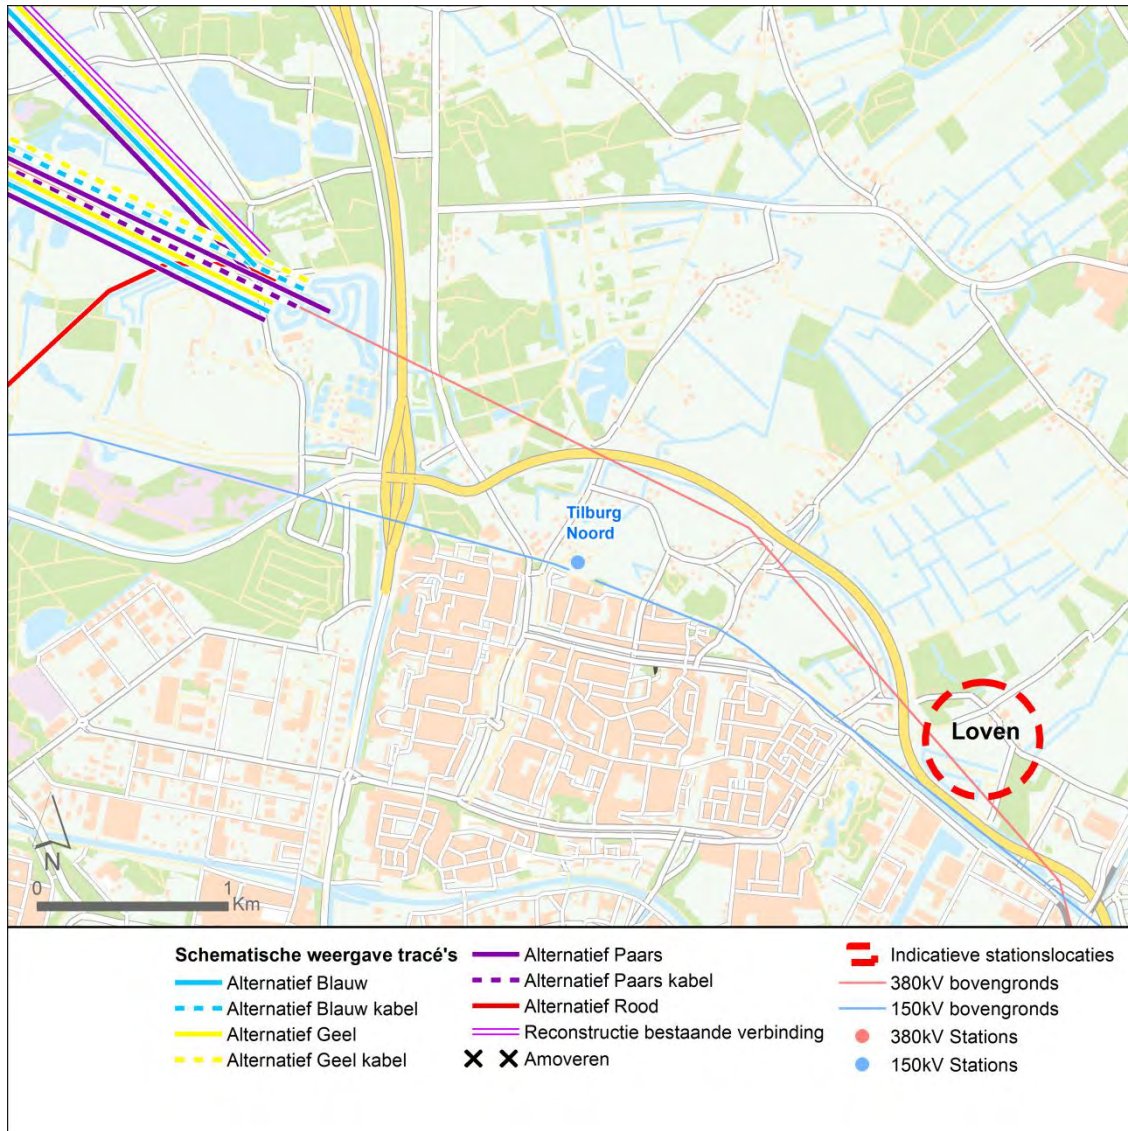 Tilburg
Noord
Loven
N
0 1
Km
Schematische weergave tracé's
Alternatief Blauw
Alternatief Blauw kabel
Alternatief Geel
Alternatief Geel kabel
Alternatief Paars
Alternatief Paars kabel
Alternatief Rood
Reconstructie bestaande verbinding
Amoveren
Indicatieve stationslocaties
380kV bovengronds
150kV bovengronds
380kV Stations
150kV Stations